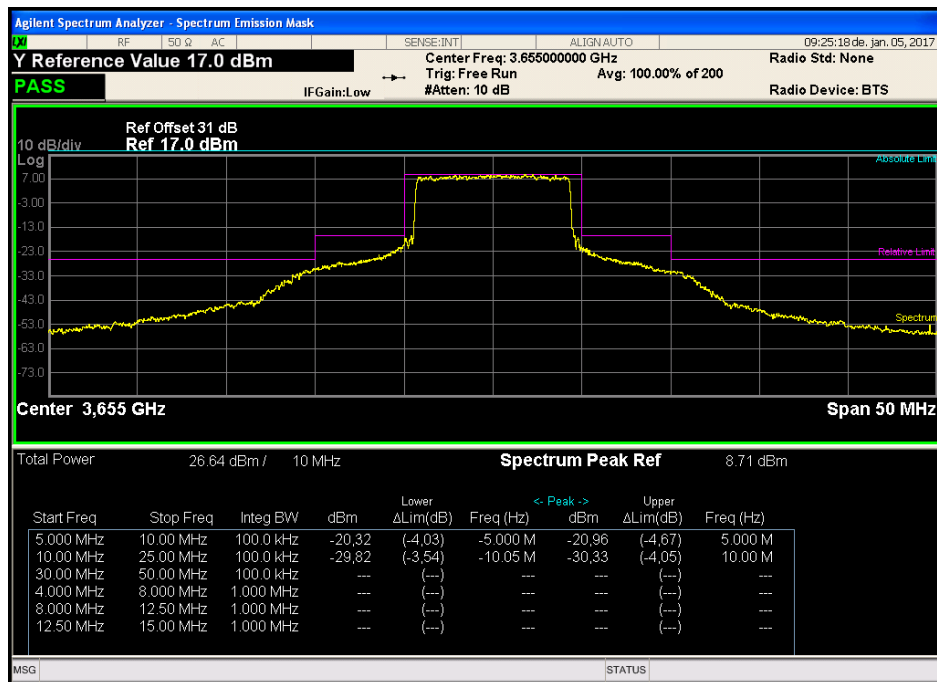 Agilent Spectrum Analyzer - Spectrum Emission Mask
LXI RF 50 Ω AC SENSE:INT ALIGNAUTO 09:25:18 de. jan. 05, 2017
Y Reference Value 17.0 dBm Center Freq: 3.655000000 GHz Radio Std: None
Trig: Free Run Avg: 100.00% of 200
PASS IFGain:Low #Atten: 10 dB Radio Device: BTS
Ref Offset 31 dB
10 dB/div Ref 17.0 dBm
Log
Absolute Limit
7.00
-3.00
-13.0
-23.0
Relative Limit
-33.0
-43.0
-53.0
Spectrum
-63.0
-73.0
Center 3,655 GHz Span 50 MHz
Total Power 26.64 dBm / 10 MHz Spectrum Peak Ref 8.71 dBm
Lower <- Peak -> Upper
Start Freq Stop Freq Integ BW dBm ΔLim(dB) Freq (Hz) dBm ΔLim(dB) Freq (Hz)
5.000 MHz 10.00 MHz 100.0 kHz -20,32 (-4,03) -5.000 M -20,96 (-4,67) 5.000 M
10.00 MHz 25.00 MHz 100.0 kHz -29,82 (-3,54) -10.05 M -30,33 (-4,05) 10.00 M
30.00 MHz 50.00 MHz 100.0 kHz --- (---) --- --- (---) ---
4.000 MHz 8.000 MHz 1.000 MHz --- (---) --- --- (---) ---
8.000 MHz 12.50 MHz 1.000 MHz --- (---) --- --- (---) ---
12.50 MHz 15.00 MHz 1.000 MHz --- (---) --- --- (---) ---
MSG STATUS